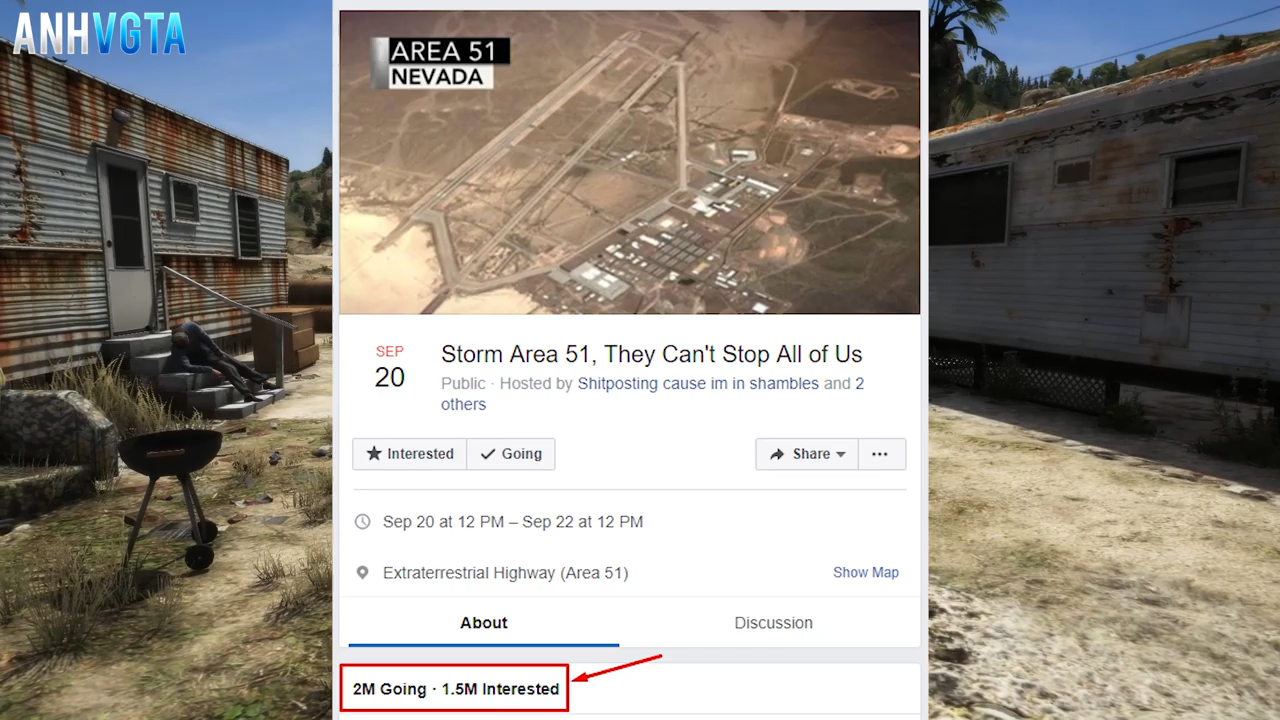 ANHVGTA
AREA 51
NEVADA
SEP
20
Storm Area 51, They Can't Stop All of Us
Public · Hosted by Shitposting cause im in shambles and 2
others
Interested
Going
Share
Sep 20 at 12 PM – Sep 22 at 12 PM
Extraterrestrial Highway (Area 51)
Show Map
About
Discussion
2M Going · 1.5M Interested